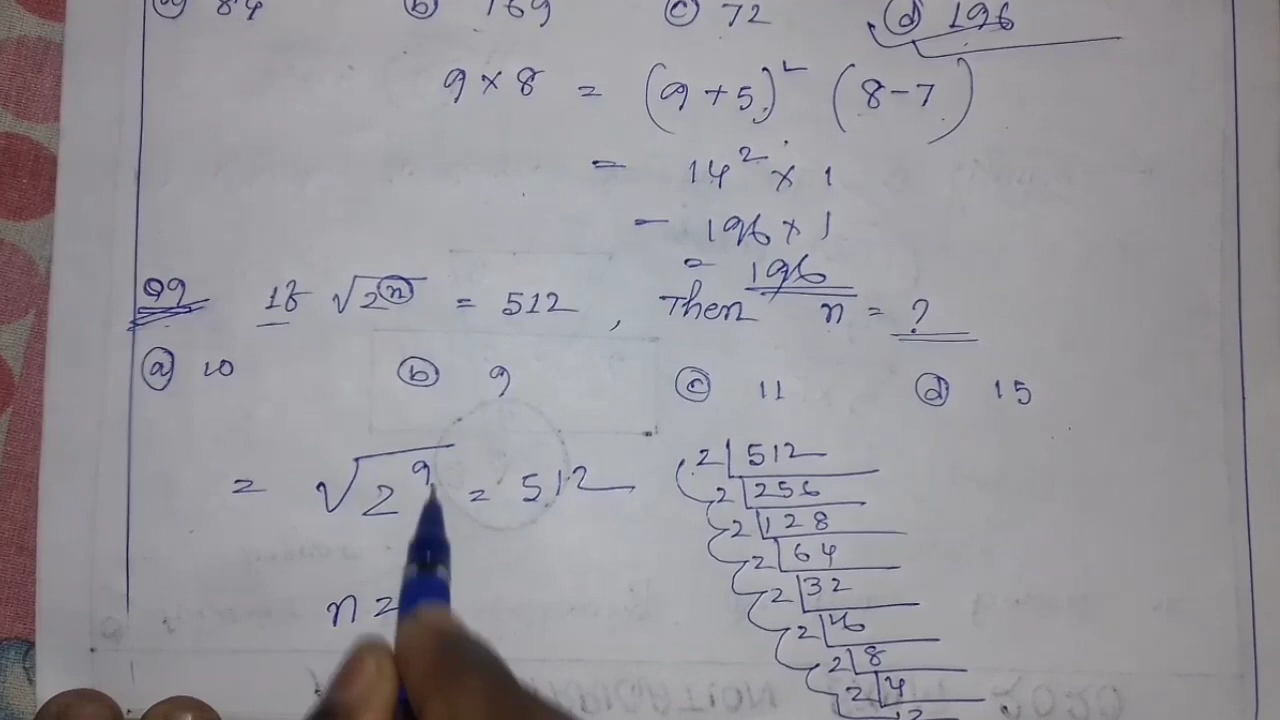 (a) 84 (b) 169 (c) 72 (d) 196
9 × 8 = (9 + 5)² (8 - 7)
= 14² × 1
= 196 × 1
= 196
99 If √2ⁿ = 512, Then n = ?
(a) 10 (b) 9 (c) 11 (d) 15
= √2⁹ = 512
n =
2 512
2 256
2 128
2 64
2 32
2 16
2 8
2 4
2020